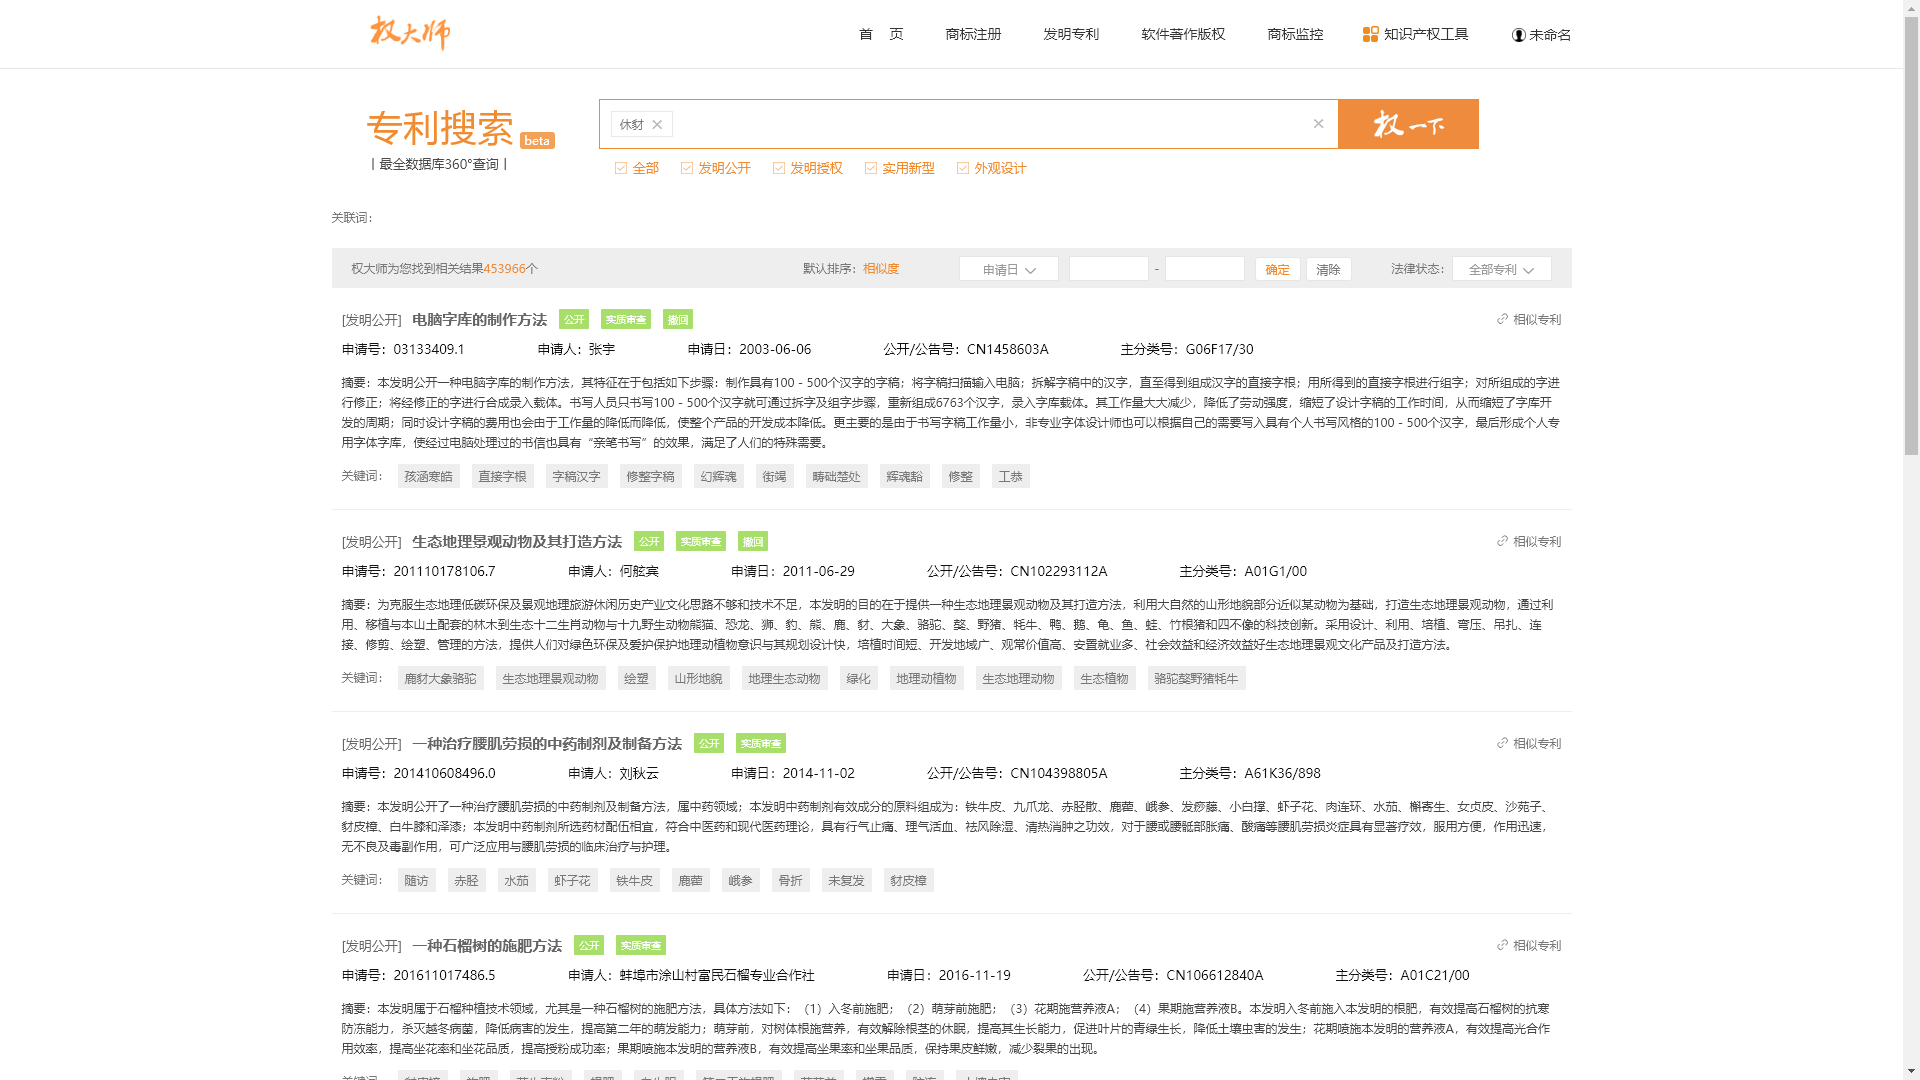 权大师
首 页 商标注册 发明专利 软件著作版权 商标监控 知识产权工具 未命名
专利搜索 beta
丨最全数据库360°查询丨
休豺 ×
权一下
全部 发明公开 发明授权 实用新型 外观设计
关联词：
权大师为您找到相关结果453966个 默认排序：相似度 申请日 - 确定 清除 法律状态： 全部专利
[发明公开] 电脑字库的制作方法 公开 实质审查 撤回 相似专利
申请号：03133409.1 申请人：张宇 申请日：2003-06-06 公开/公告号：CN1458603A 主分类号：G06F17/30
摘要：本发明公开一种电脑字库的制作方法，其特征在于包括如下步骤：制作具有100－500个汉字的字稿；将字稿扫描输入电脑；拆解字稿中的汉字，直至得到组成汉字的直接字根；用所得到的直接字根进行组字；对所组成的字进
行修正；将经修正的字进行合成录入载体。书写人员只书写100－500个汉字就可通过拆字及组字步骤，重新组成6763个汉字，录入字库载体。其工作量大大减少，降低了劳动强度，缩短了设计字稿的工作时间，从而缩短了字库开
发的周期；同时设计字稿的费用也会由于工作量的降低而降低，使整个产品的开发成本降低。更主要的是由于书写字稿工作量小，非专业字体设计师也可以根据自己的需要写入具有个人书写风格的100－500个汉字，最后形成个人专
用字体字库，使经过电脑处理过的书信也具有“亲笔书写”的效果，满足了人们的特殊需要。
关键词： 孩涵寒皓 直接字根 字稿汉字 修整字稿 幻辉魂 街竭 畴础楚处 辉魂豁 修整 工恭
[发明公开] 生态地理景观动物及其打造方法 公开 实质审查 撤回 相似专利
申请号：201110178106.7 申请人：何舷宾 申请日：2011-06-29 公开/公告号：CN102293112A 主分类号：A01G1/00
摘要：为克服生态地理低碳环保及景观地理旅游休闲历史产业文化思路不够和技术不足，本发明的目的在于提供一种生态地理景观动物及其打造方法，利用大自然的山形地貌部分近似某动物为基础，打造生态地理景观动物，通过利
用、移植与本山土配套的林木到生态十二生肖动物与十九野生动物熊猫、恐龙、狮、豹、熊、鹿、豺、大象、骆驼、獒、野猪、牦牛、鸭、鹅、龟、鱼、蛙、竹根猪和四不像的科技创新。采用设计、利用、培植、弯压、吊扎、连
接、修剪、绘塑、管理的方法，提供人们对绿色环保及爱护保护地理动植物意识与其规划设计快，培植时间短、开发地域广、观常价值高、安置就业多、社会效益和经济效益好生态地理景观文化产品及打造方法。
关键词： 鹿豺大象骆驼 生态地理景观动物 绘塑 山形地貌 地理生态动物 绿化 地理动植物 生态地理动物 生态植物 骆驼獒野猪牦牛
[发明公开] 一种治疗腰肌劳损的中药制剂及制备方法 公开 实质审查 相似专利
申请号：201410608496.0 申请人：刘秋云 申请日：2014-11-02 公开/公告号：CN104398805A 主分类号：A61K36/898
摘要：本发明公开了一种治疗腰肌劳损的中药制剂及制备方法，属中药领域；本发明中药制剂有效成分的原料组成为：铁牛皮、九爪龙、赤胫散、鹿藿、峨参、发痧藤、小白撑、虾子花、肉连环、水茄、槲寄生、女贞皮、沙苑子、
豺皮樟、白牛膝和泽漆；本发明中药制剂所选药材配伍相宜，符合中医药和现代医药理论，具有行气止痛、理气活血、祛风除湿、清热消肿之功效，对于腰或腰骶部胀痛、酸痛等腰肌劳损炎症具有显著疗效，服用方便，作用迅速，
无不良及毒副作用，可广泛应用与腰肌劳损的临床治疗与护理。
关键词： 随访 赤胫 水茄 虾子花 铁牛皮 鹿藿 峨参 骨折 未复发 豺皮樟
[发明公开] 一种石榴树的施肥方法 公开 实质审查 相似专利
申请号：201611017486.5 申请人：蚌埠市涂山村富民石榴专业合作社 申请日：2016-11-19 公开/公告号：CN106612840A 主分类号：A01C21/00
摘要：本发明属于石榴种植技术领域，尤其是一种石榴树的施肥方法，具体方法如下：（1）入冬前施肥；（2）萌芽前施肥；（3）花期施营养液A；（4）果期施营养液B。本发明入冬前施入本发明的根肥，有效提高石榴树的抗寒
防冻能力，杀灭越冬病菌，降低病害的发生，提高第二年的萌发能力；萌芽前，对树体根施营养，有效解除根茎的休眠，提高其生长能力，促进叶片的青绿生长，降低土壤虫害的发生；花期喷施本发明的营养液A，有效提高光合作
用效率，提高坐花率和坐花品质，提高授粉成功率；果期喷施本发明的营养液B，有效提高坐果率和坐果品质，保持果皮鲜嫩，减少裂果的出现。